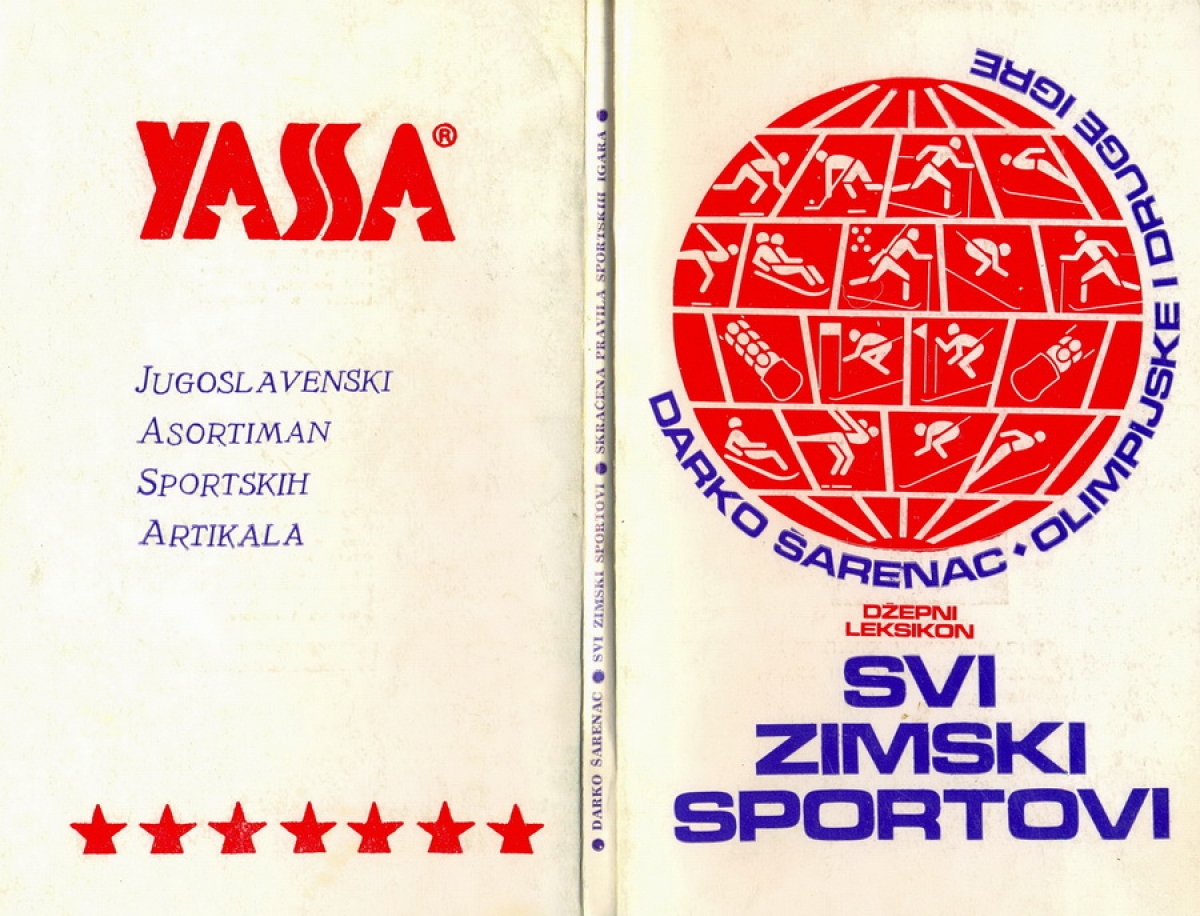 YASSA®
JUGOSLAVENSKI
ASORTIMAN
SPORTSKIH
ARTIKALA
● DARKO ŠARENAC ● SVI ZIMSKI SPORTOVI ● SKRAĆENA PRAVILA SPORTSKIH IGARA ●
DARKO ŠARENAC ◆ OLIMPIJSKE I DRUGE IGRE
DŽEPNI
LEKSIKON
SVI
ZIMSKI
SPORTOVI